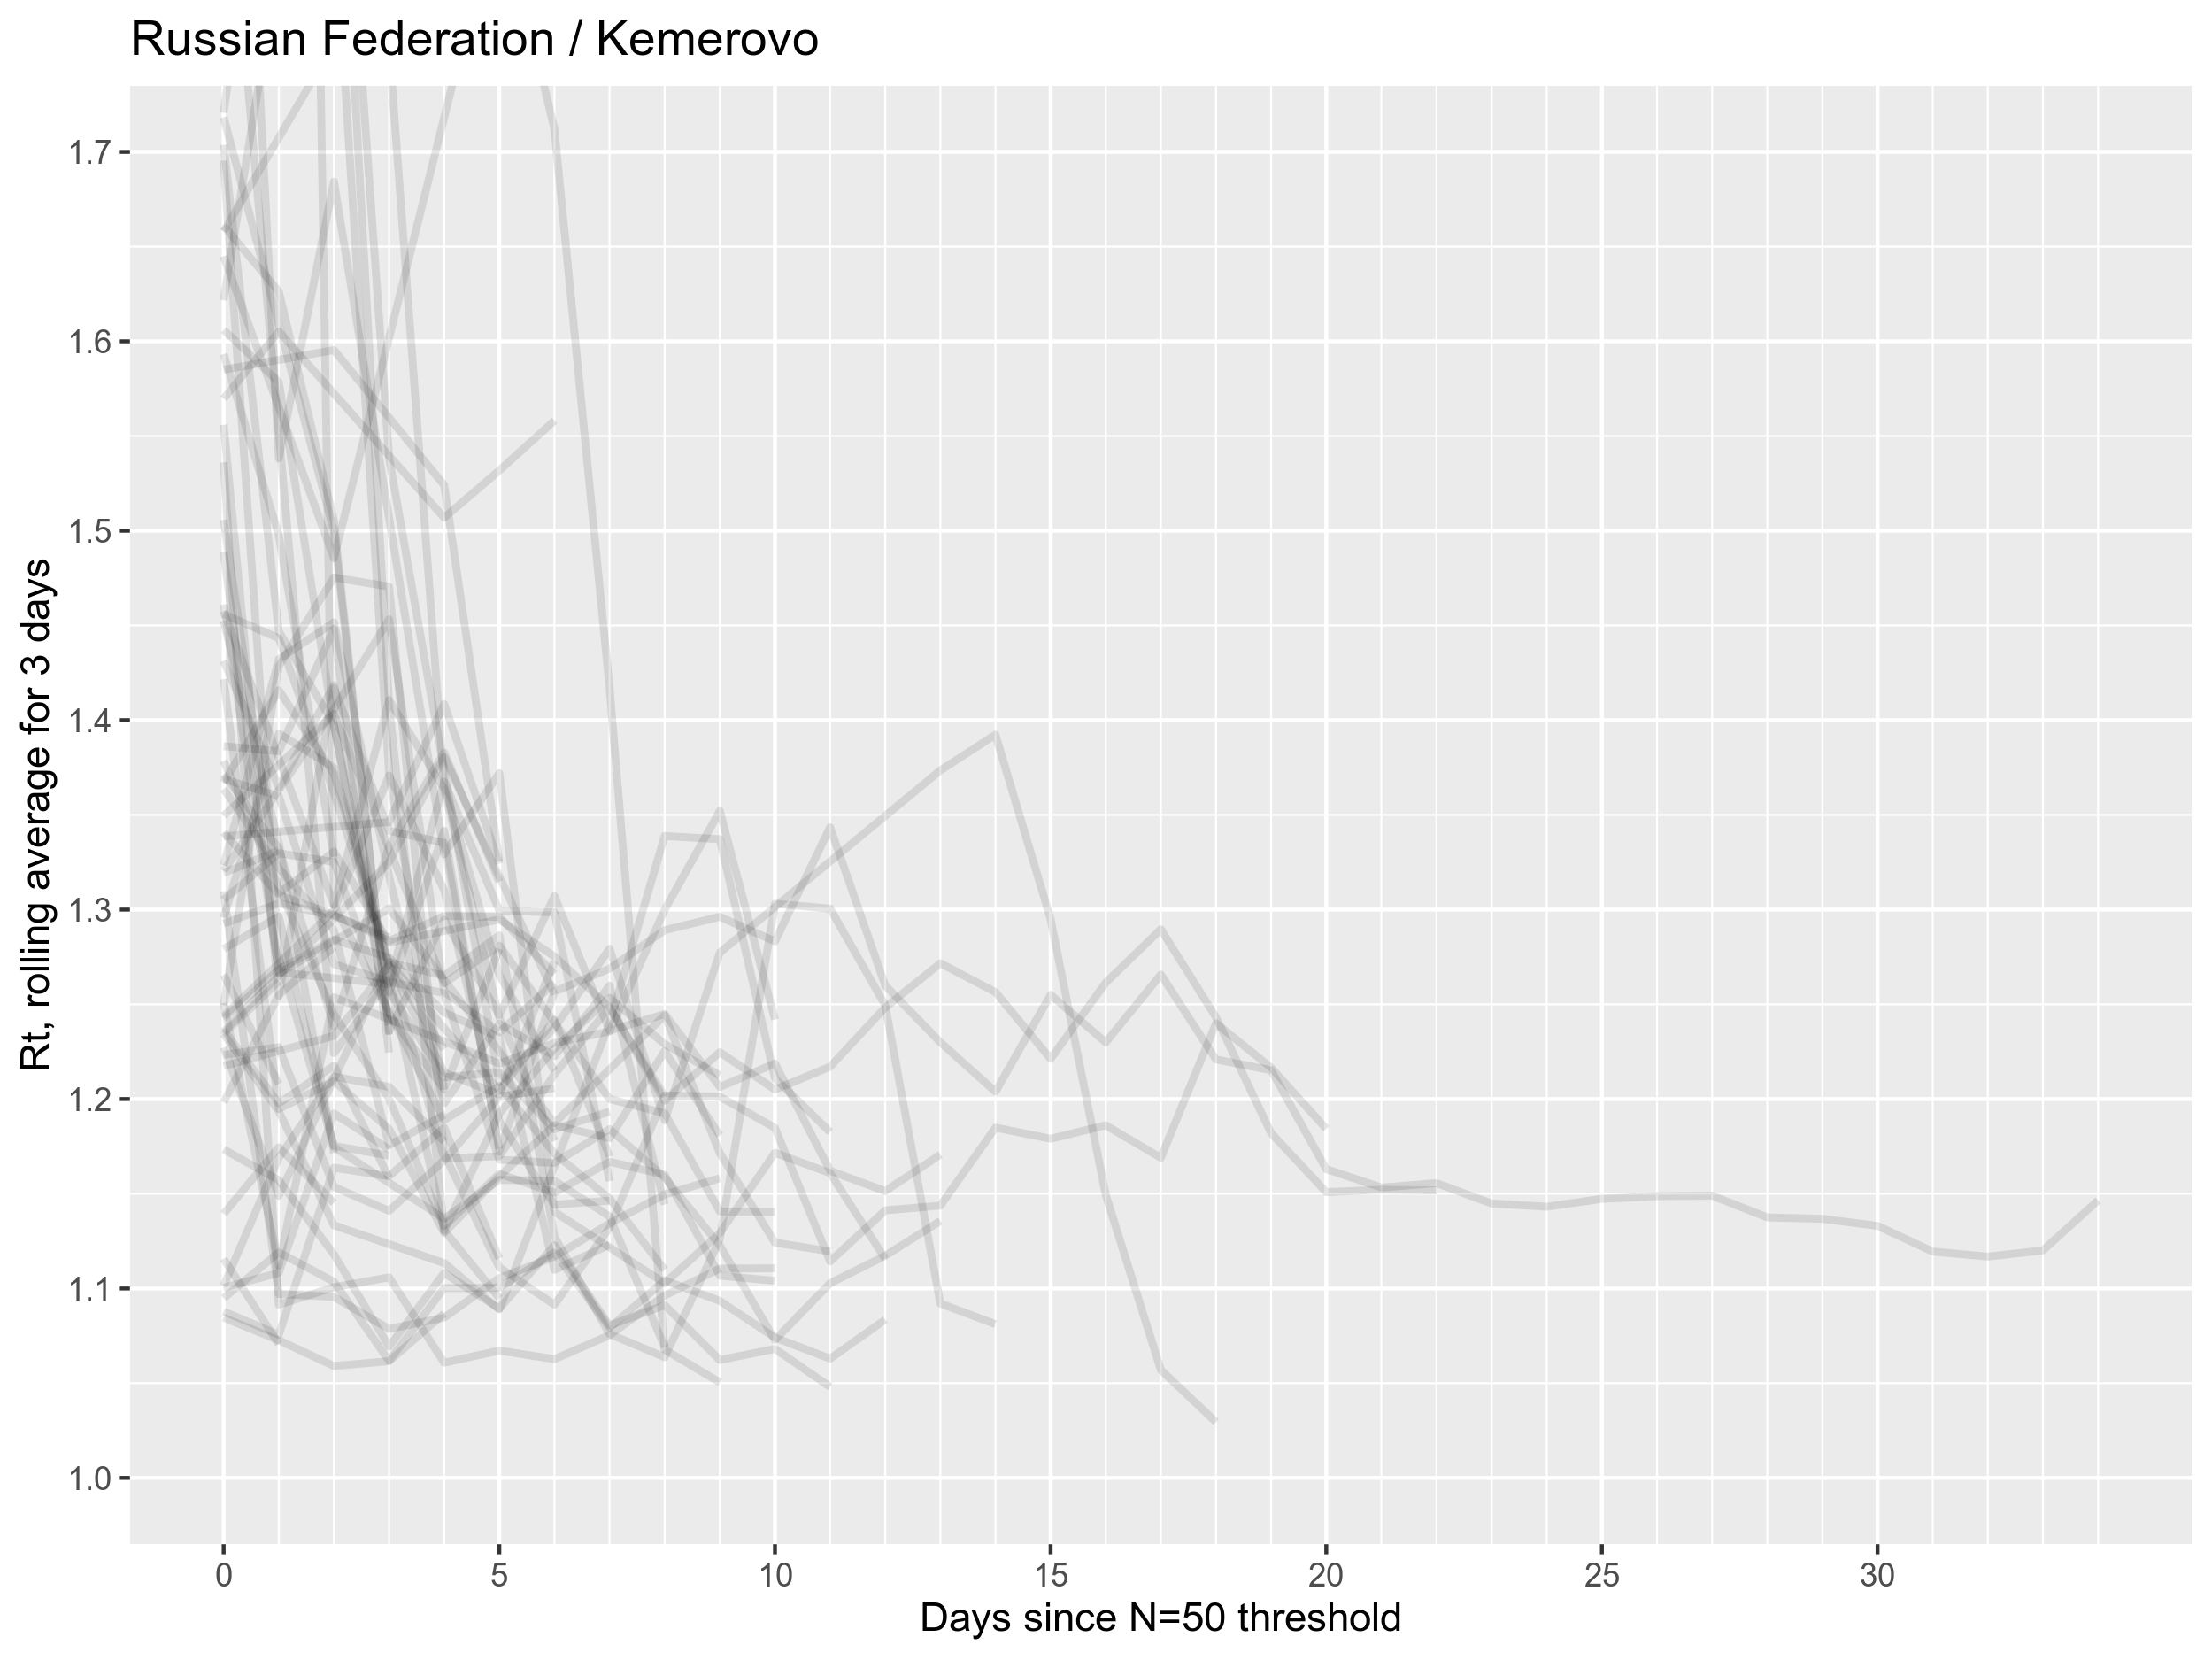 Russian Federation / Kemerovo
Rt, rolling average for 3 days
1.7
1.6
1.5
1.4
1.3
1.2
1.1
1.0
0 5 10 15 20 25 30
Days since N=50 threshold